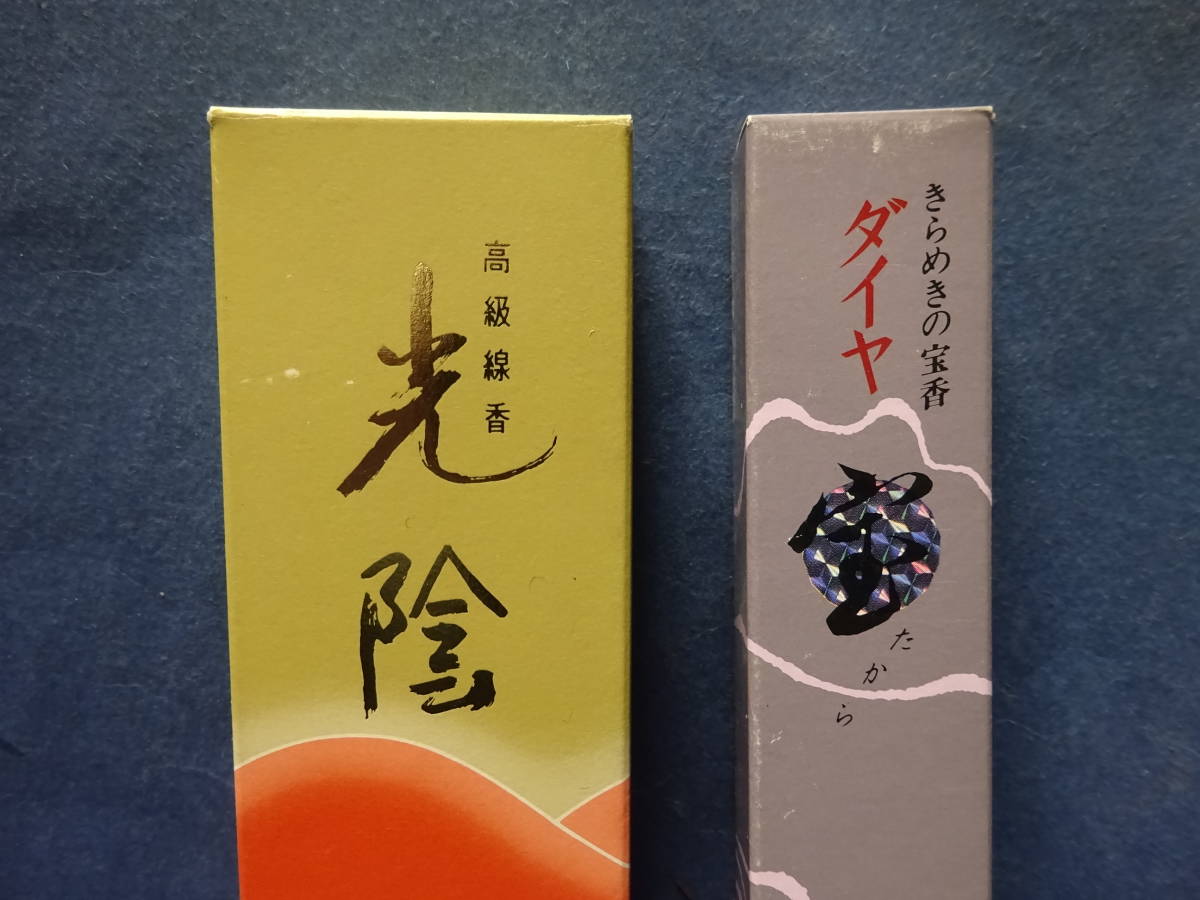 高級線香
光陰
きらめきの宝香
ダイヤ
宝
たから